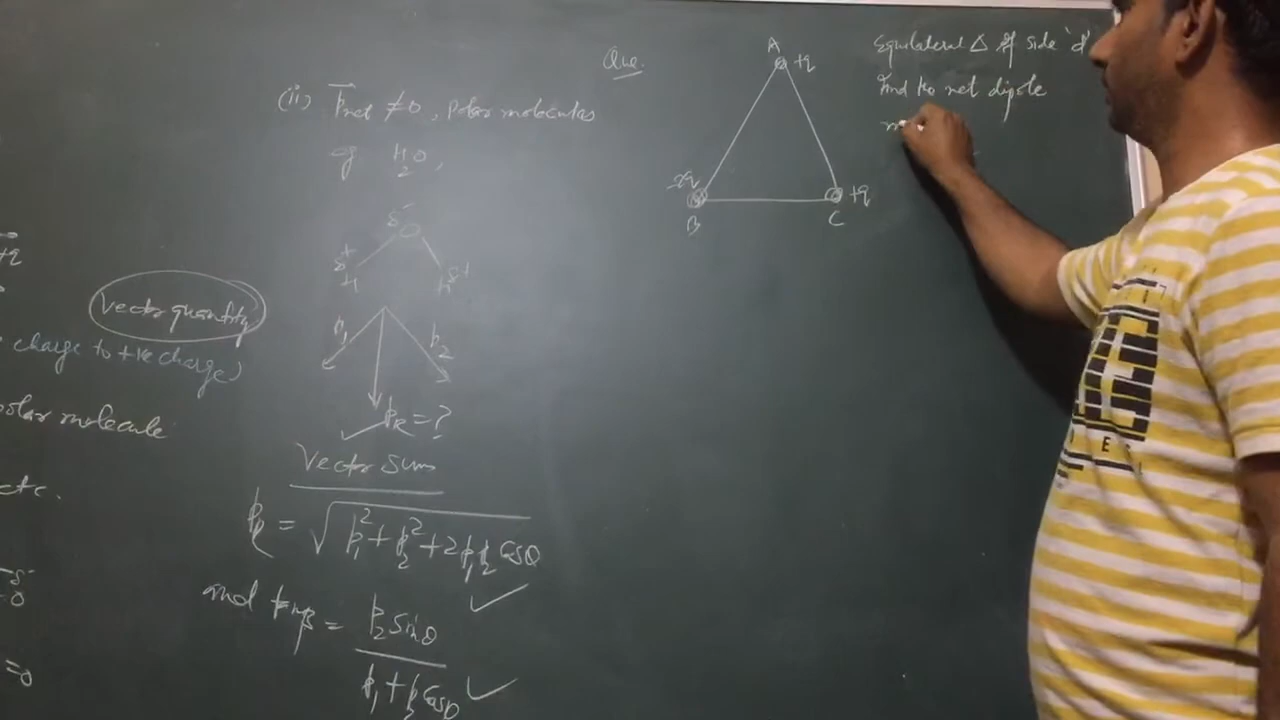 +q
Vector quantity
charge to +ve charge)
polar molecule
etc.
δ-
O
=0
(ii) Pnet ≠0, polar molecules
eg H2O,
δ-
O
δ+
H
δ+
H
p1
p2
pR=?
Vector Sum
pR = √p1²+p2²+2p1p2 Cosθ
and tanβ = p2 Sinθ
p1+p2 Cosθ
Que.
A
+q
B
C
+q
Equilateral Δ of side 'd'
Find the net dipole